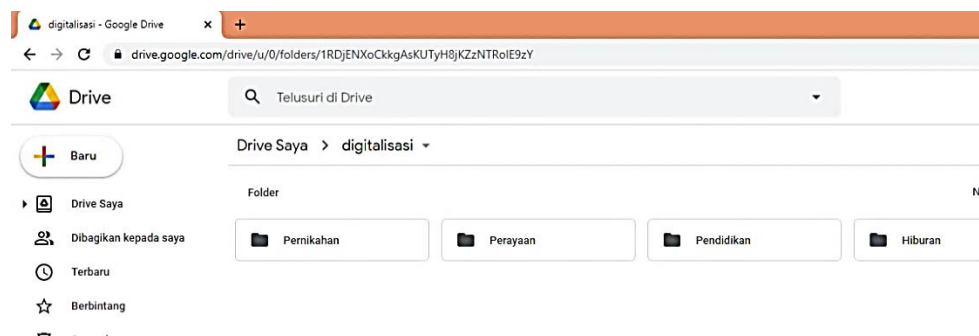 digitalisasi - Google Drive
drive.google.com/drive/u/0/folders/1RDjENXoCkkgAsKUTyH8jKZzNTRolE9zY
Drive
Telusuri di Drive
Baru
Drive Saya > digitalisasi
Drive Saya
Dibagikan kepada saya
Terbaru
Berbintang
Folder
N
Pernikahan
Perayaan
Pendidikan
Hiburan